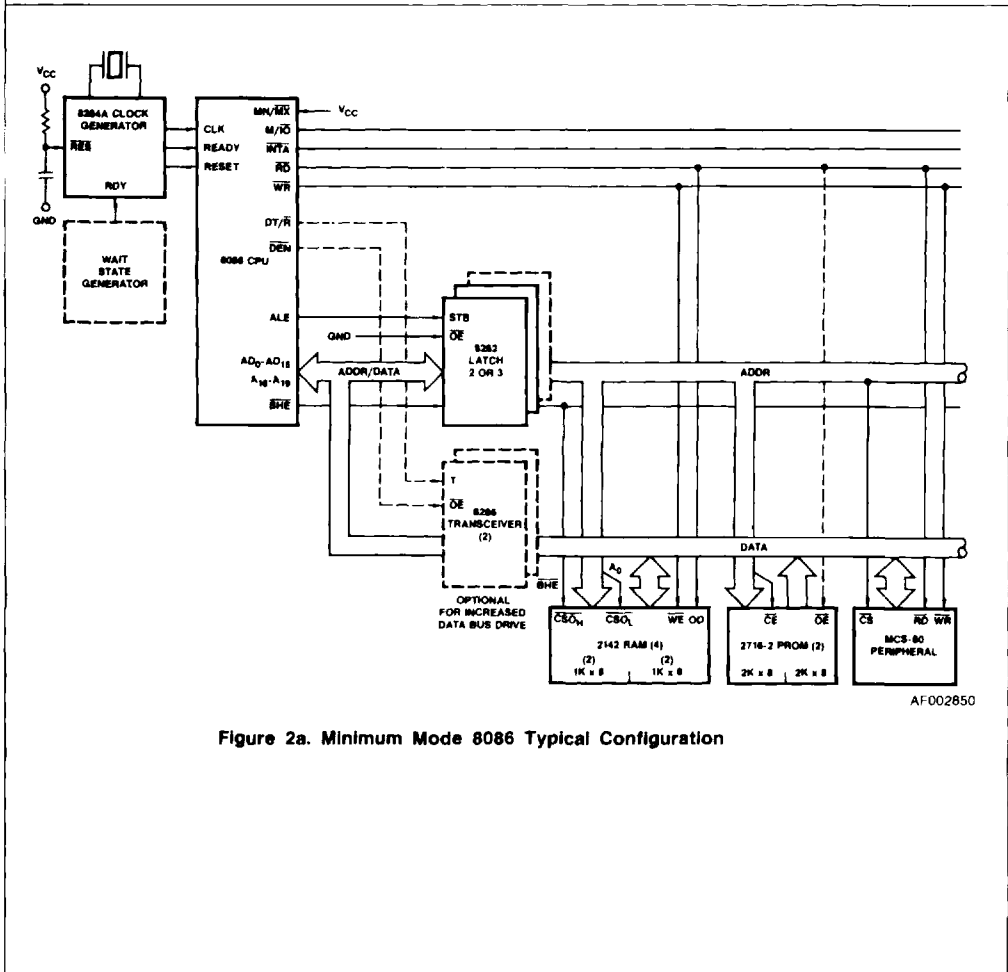 VCC
8284A CLOCK
GENERATOR
RES
RDY
GND
WAIT
STATE
GENERATOR
CLK
READY
RESET
8086 CPU
MN/MX
VCC
M/IO
INTA
RD
WR
DT/R
DEN
ALE
AD0-AD15
A16-A19
BHE
ADDR/DATA
GND
STB
OE
8282
LATCH
2 OR 3
ADDR
T
OE
8286
TRANSCEIVER
(2)
OPTIONAL
FOR INCREASED
DATA BUS DRIVE
DATA
BHE
A0
CSOH
CSOL
WE OD
2142 RAM (4)
(2) (2)
1K x 8 1K x 8
CE
OE
2716-2 PROM (2)
2K x 8 2K x 8
CS
RD WR
MCS-80
PERIPHERAL
AF002850
Figure 2a. Minimum Mode 8086 Typical Configuration